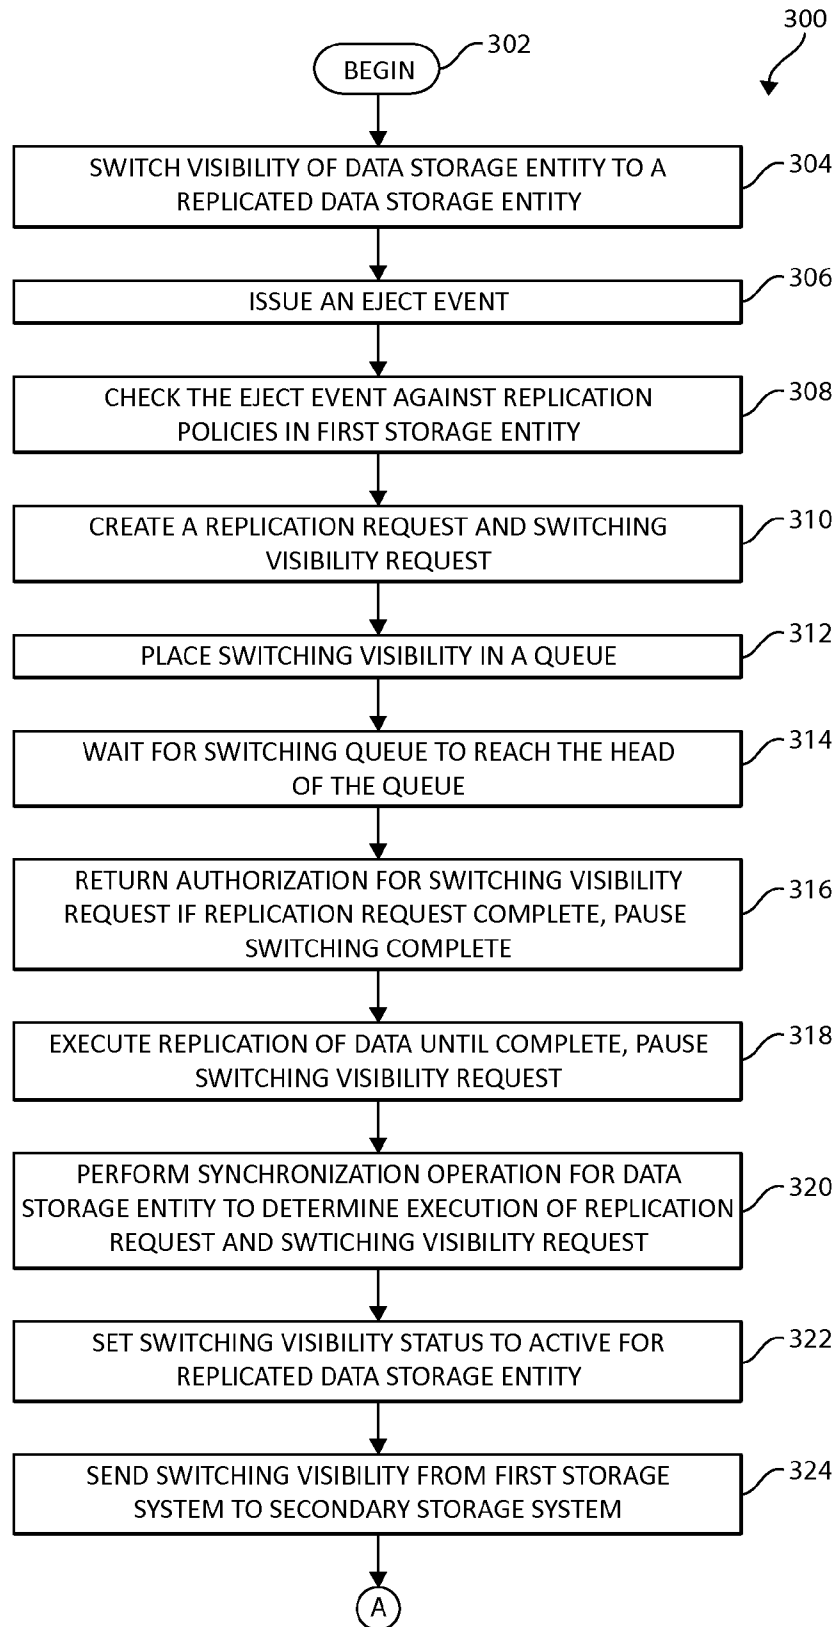 300
BEGIN
302
SWITCH VISIBILITY OF DATA STORAGE ENTITY TO A
REPLICATED DATA STORAGE ENTITY
304
ISSUE AN EJECT EVENT
306
CHECK THE EJECT EVENT AGAINST REPLICATION
POLICIES IN FIRST STORAGE ENTITY
308
CREATE A REPLICATION REQUEST AND SWITCHING
VISIBILITY REQUEST
310
PLACE SWITCHING VISIBILITY IN A QUEUE
312
WAIT FOR SWITCHING QUEUE TO REACH THE HEAD
OF THE QUEUE
314
RETURN AUTHORIZATION FOR SWITCHING VISIBILITY
REQUEST IF REPLICATION REQUEST COMPLETE, PAUSE
SWITCHING COMPLETE
316
EXECUTE REPLICATION OF DATA UNTIL COMPLETE, PAUSE
SWITCHING VISIBILITY REQUEST
318
PERFORM SYNCHRONIZATION OPERATION FOR DATA
STORAGE ENTITY TO DETERMINE EXECUTION OF REPLICATION
REQUEST AND SWTICHING VISIBILITY REQUEST
320
SET SWITCHING VISIBILITY STATUS TO ACTIVE FOR
REPLICATED DATA STORAGE ENTITY
322
SEND SWITCHING VISIBILITY FROM FIRST STORAGE
SYSTEM TO SECONDARY STORAGE SYSTEM
324
A